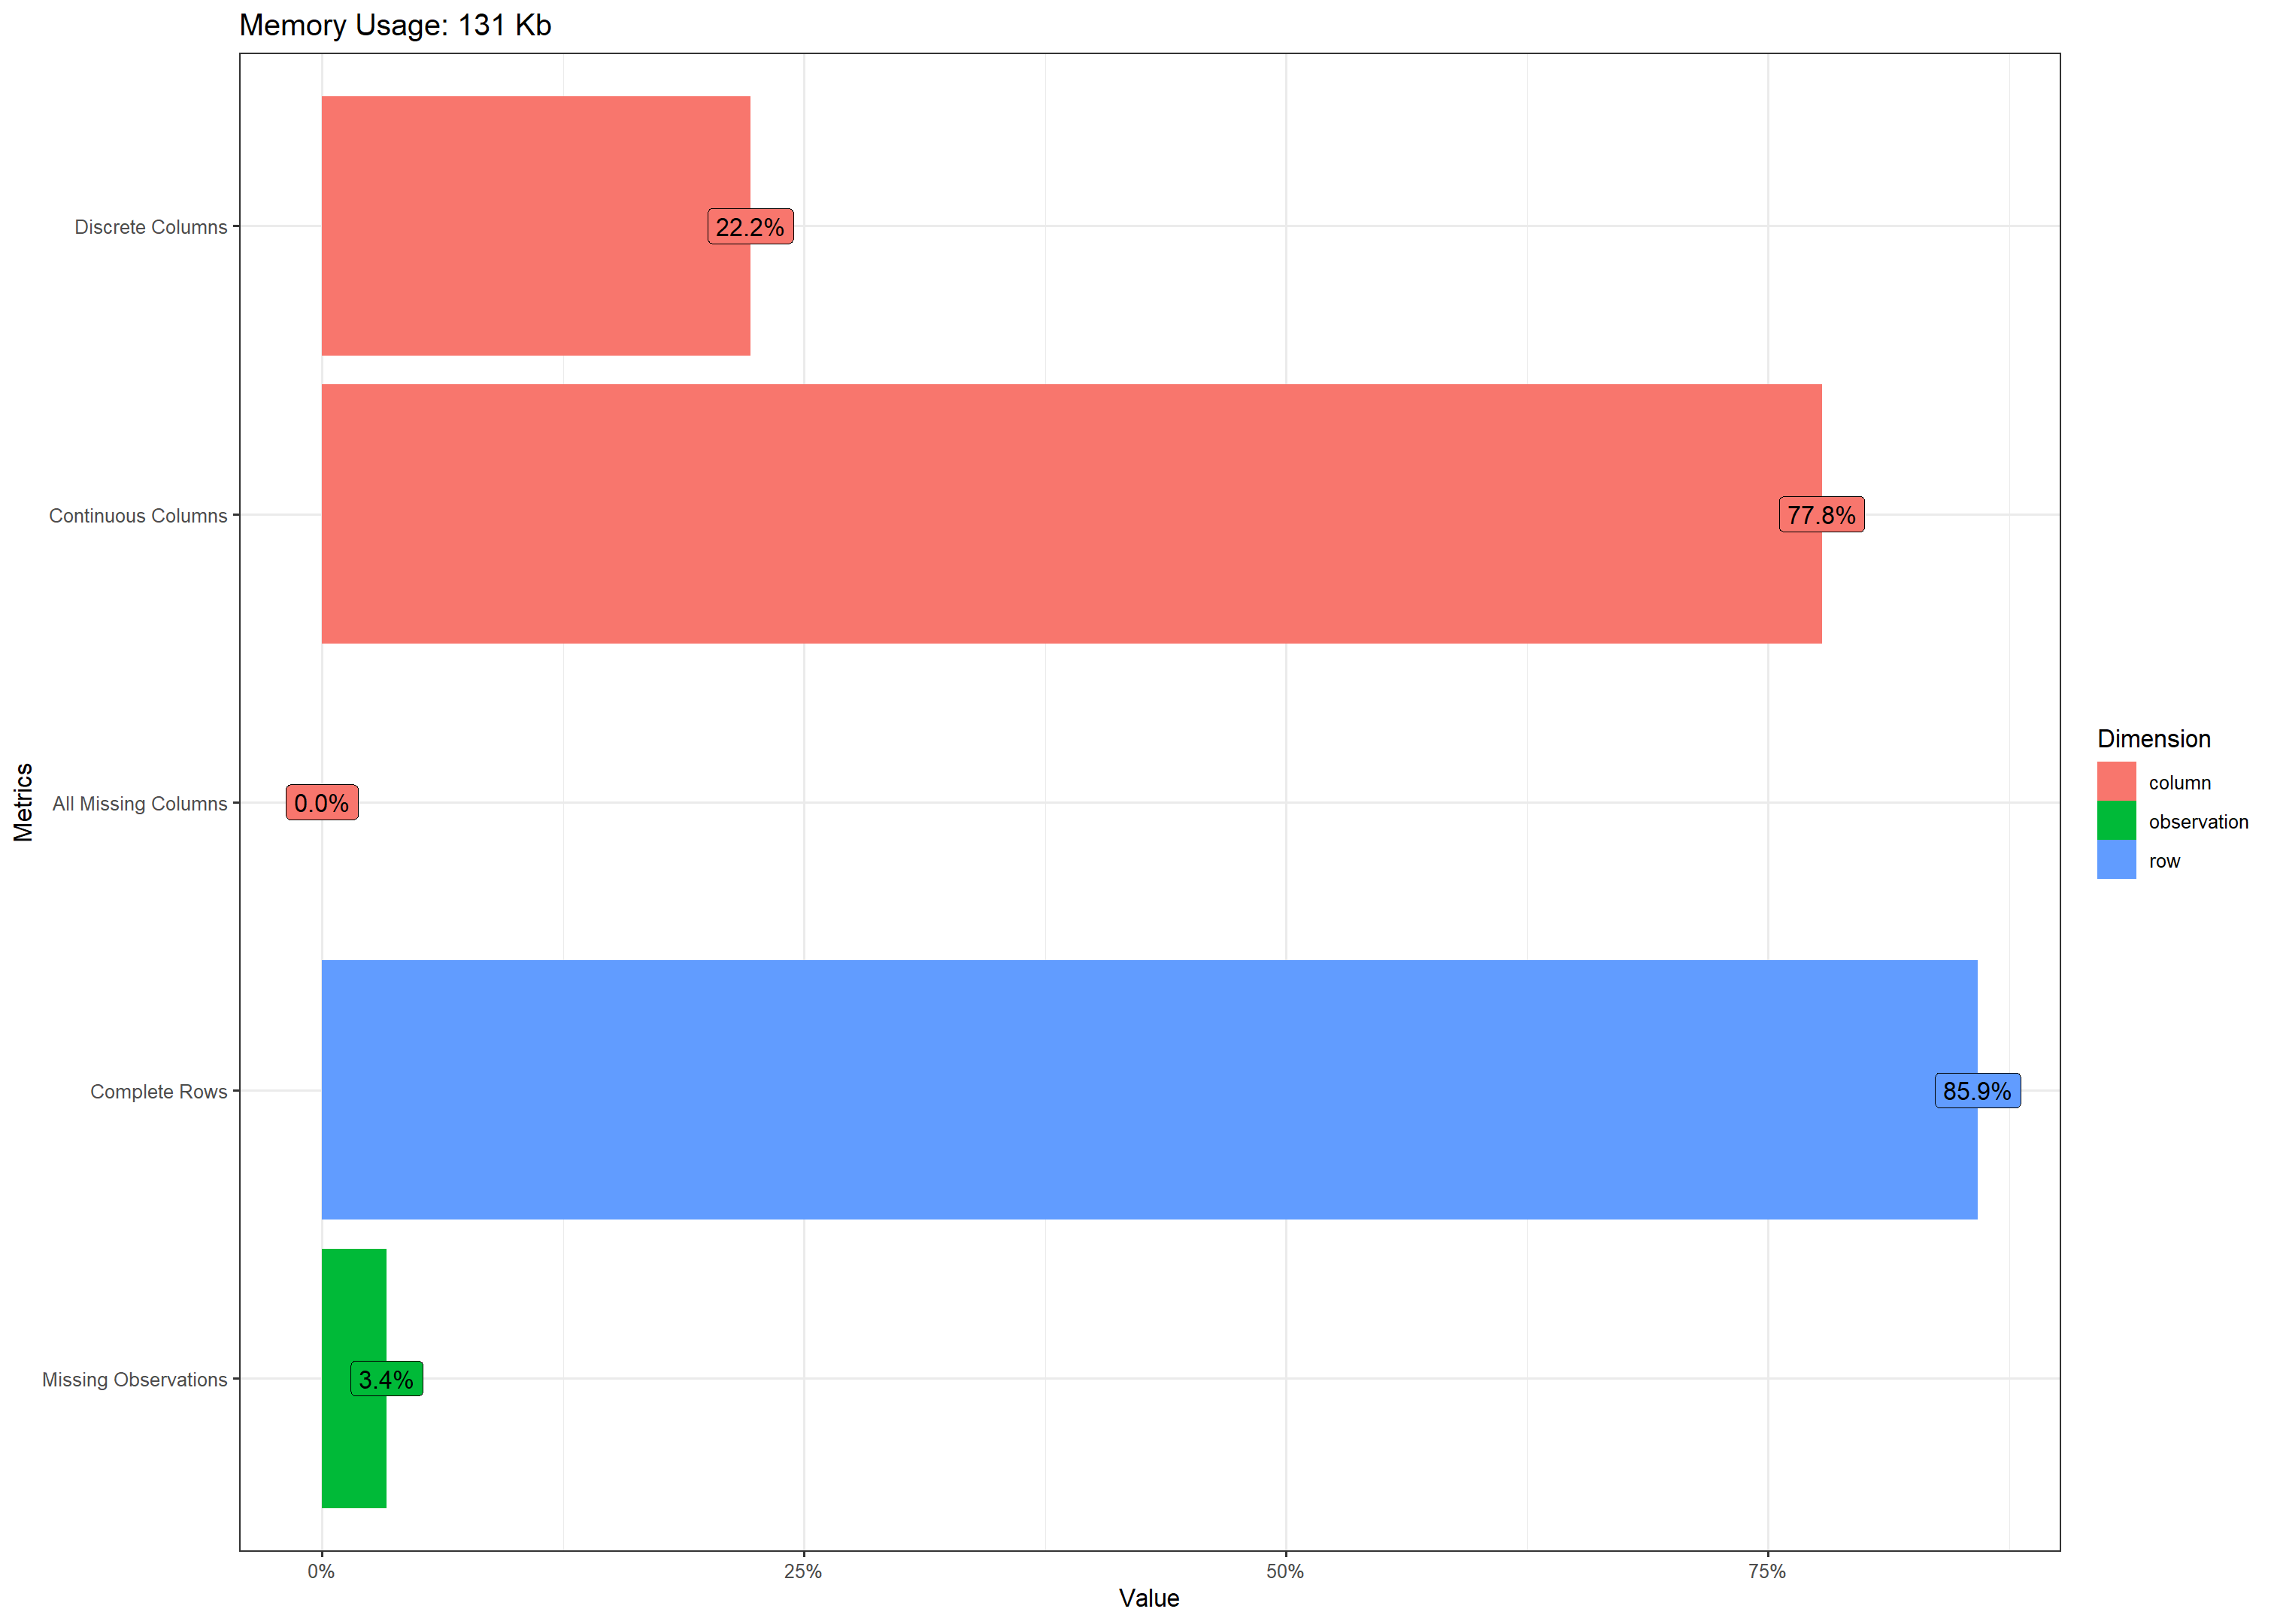 Memory Usage: 131 Kb
Discrete Columns
22.2%
Continuous Columns
77.8%
All Missing Columns
0.0%
Complete Rows
85.9%
Missing Observations
3.4%
Metrics
0%
25%
50%
75%
Value
Dimension
column
observation
row